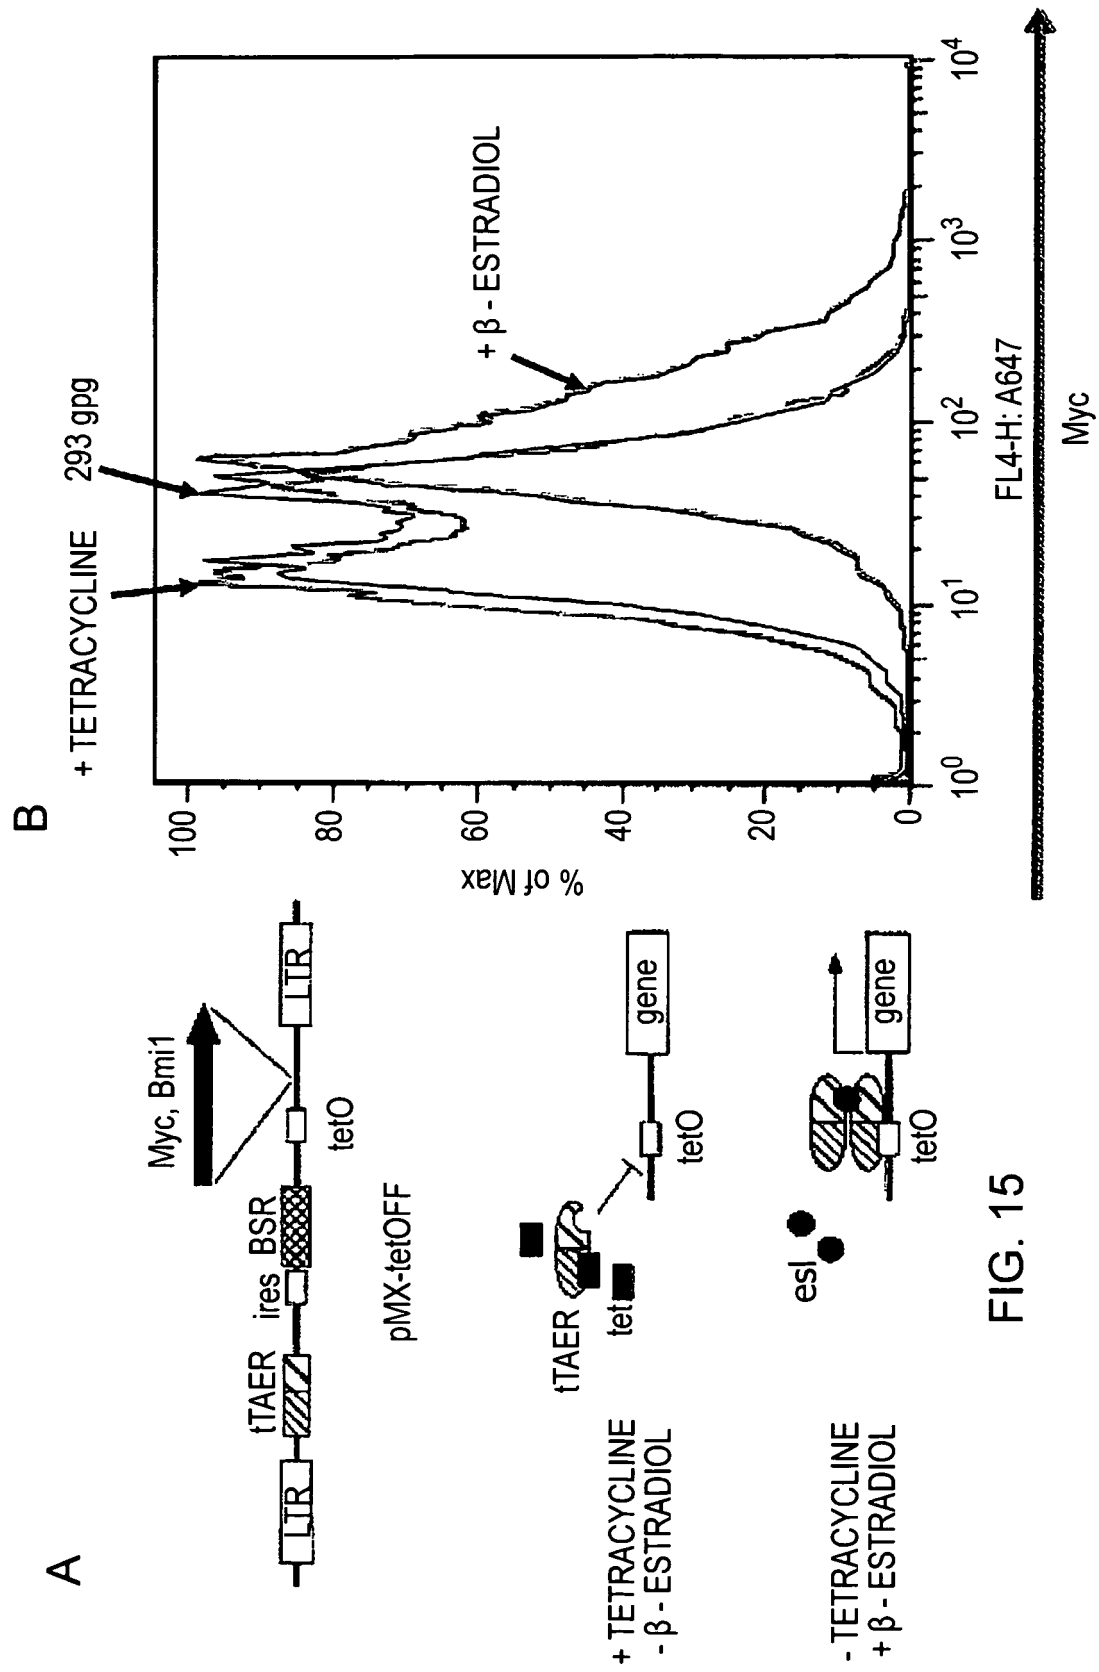 A
Myc, Bmi1
LTR
tTAER
ires
BSR
tetO
LTR
pMX-tetOFF
+ TETRACYCLINE
- β - ESTRADIOL
tTAER
tet
tetO
gene
- TETRACYCLINE
+ β - ESTRADIOL
esl
tetO
gene
B
+ TETRACYCLINE
293 gpg
+ β - ESTRADIOL
% of Max
100
80
60
40
20
0
10⁰
10¹
10²
10³
10⁴
FL4-H: A647
Myc
FIG. 15